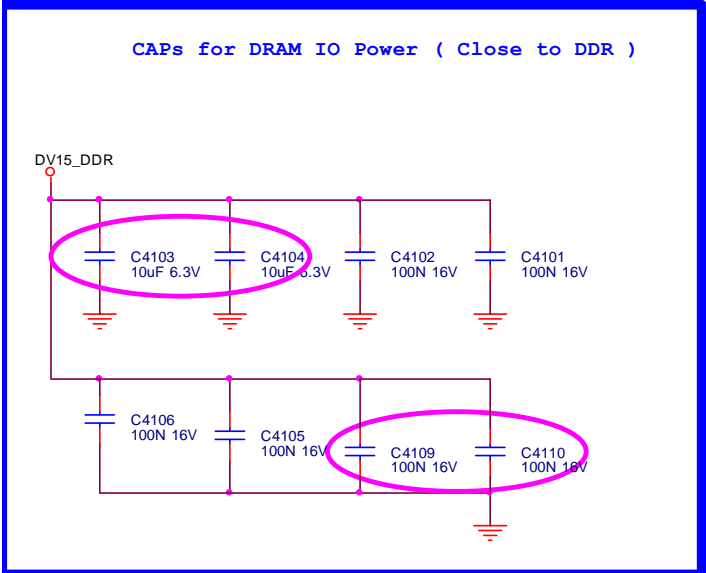 CAPs for DRAM IO Power ( Close to DDR )
DV15_DDR
C4103
10uF 6.3V
C4104
10uF 6.3V
C4102
100N 16V
C4101
100N 16V
C4106
100N 16V
C4105
100N 16V
C4109
100N 16V
C4110
100N 16V